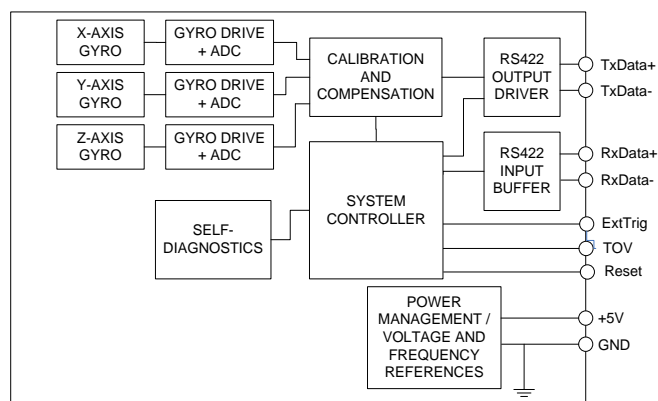 X-AXIS
GYRO
GYRO DRIVE
+ ADC
Y-AXIS
GYRO
GYRO DRIVE
+ ADC
Z-AXIS
GYRO
GYRO DRIVE
+ ADC
CALIBRATION
AND
COMPENSATION
RS422
OUTPUT
DRIVER
TxData+
TxData-
RS422
INPUT
BUFFER
RxData+
RxData-
SELF-
DIAGNOSTICS
SYSTEM
CONTROLLER
ExtTrig
TOV
Reset
POWER
MANAGEMENT /
VOLTAGE AND
FREQUENCY
REFERENCES
+5V
GND